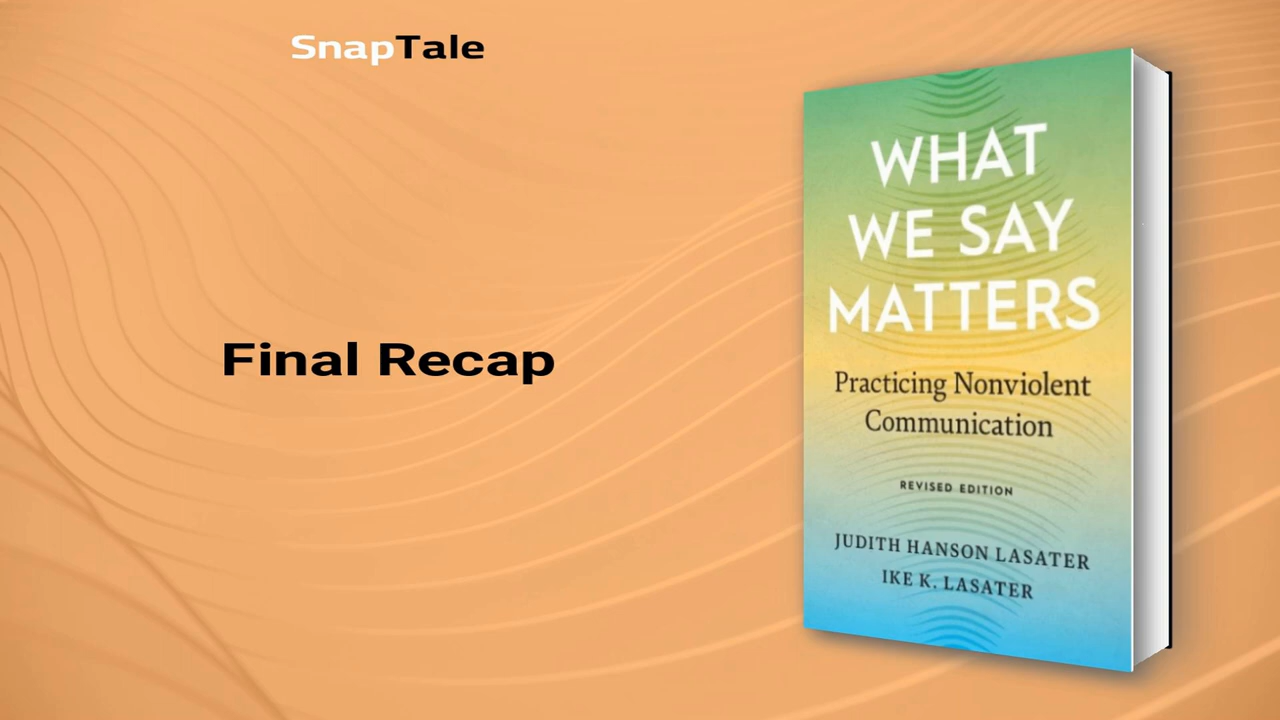 SnapTale
Final Recap
WHAT
WE SAY
MATTERS
Practicing Nonviolent
Communication
REVISED EDITION
JUDITH HANSON LASATER
IKE K. LASATER